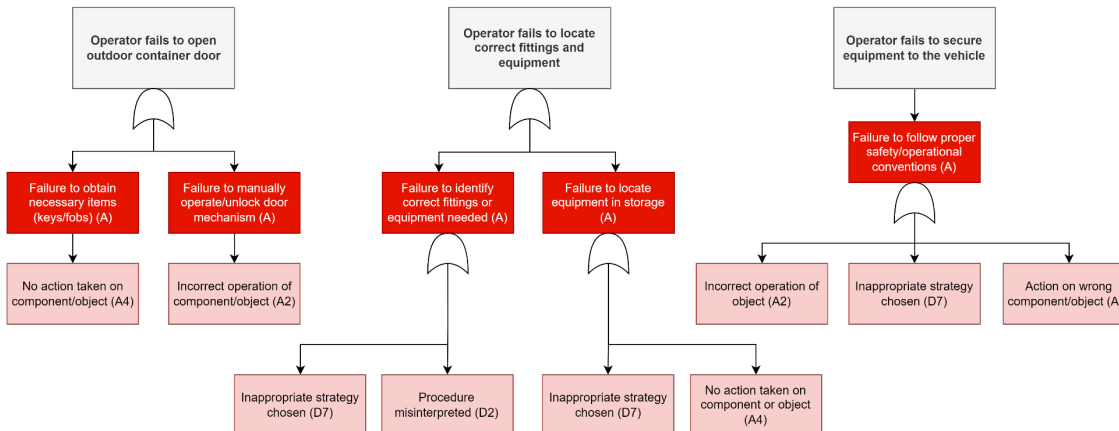 Operator fails to open
outdoor container door
Operator fails to locate
correct fittings and
equipment
Operator fails to secure
equipment to the vehicle
Failure to follow proper
safety/operational
conventions (A)
Failure to obtain
necessary items
(keys/fobs) (A)
Failure to manually
operate/unlock door
mechanism (A)
Failure to identify
correct fittings or
equipment needed (A)
Failure to locate
equipment in storage
(A)
No action taken on
component/object (A4)
Incorrect operation of
component/object (A2)
Incorrect operation of
object (A2)
Inappropriate strategy
chosen (D7)
Action on wrong
component/object (A
Inappropriate strategy
chosen (D7)
Procedure
misinterpreted (D2)
Inappropriate strategy
chosen (D7)
No action taken on
component or object
(A4)